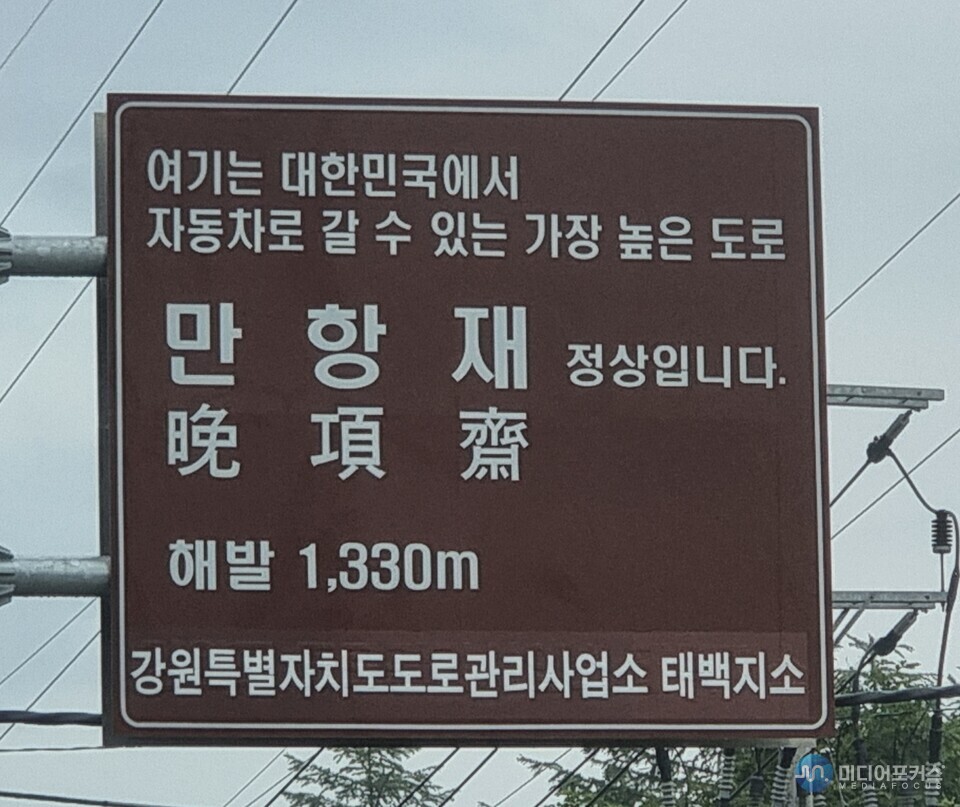 여기는 대한민국에서
자동차로 갈 수 있는 가장 높은 도로
만 항 재 정상입니다.
晩 項 齋
해발 1,330m
강원특별자치도도로관리사업소 태백지소
미디어포커스
MEDIAFOCUS